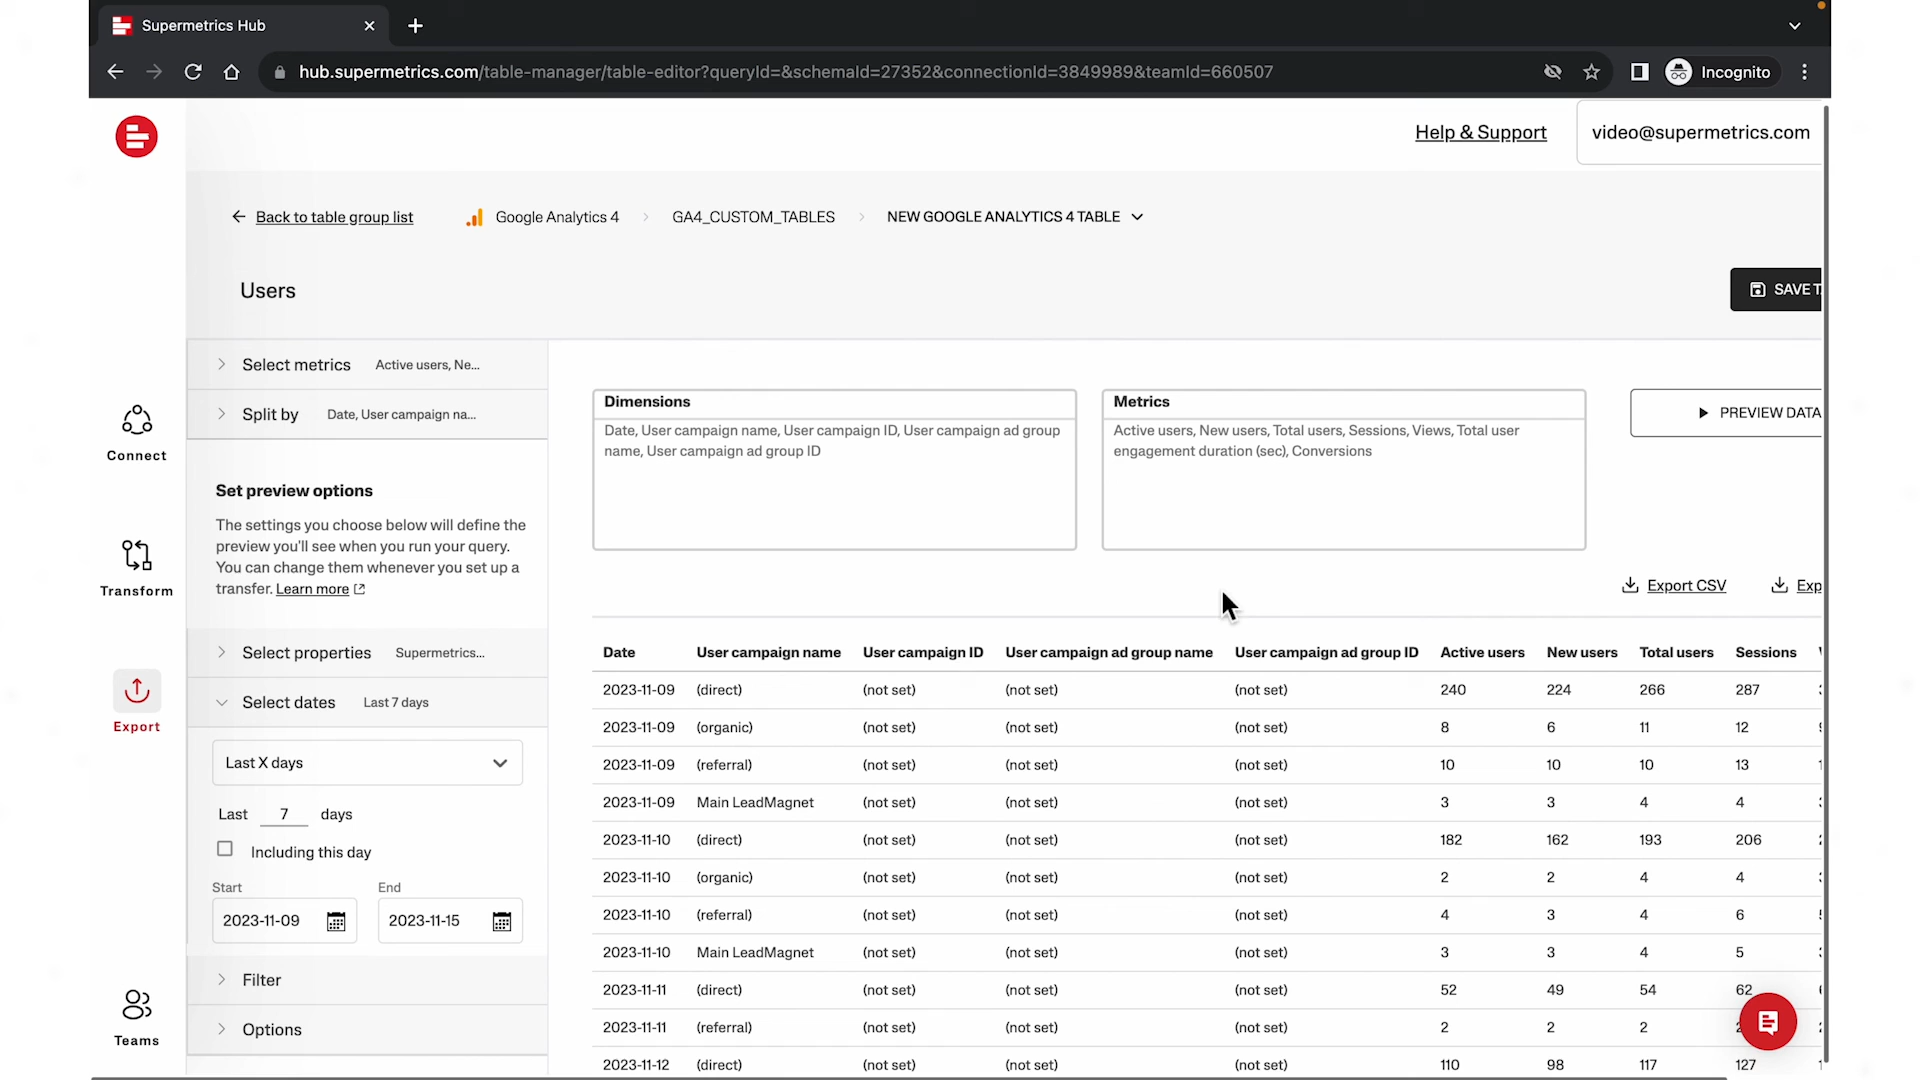 Supermetrics Hub
hub.supermetrics.com/table-manager/table-editor?queryId=&schemaId=27352&connectionId=3849989&teamId=660507
Incognito
Help & Support
video@supermetrics.com
Back to table group list
Google Analytics 4
GA4_CUSTOM_TABLES
NEW GOOGLE ANALYTICS 4 TABLE
Users
SAVE T
Connect
Transform
Export
Teams
Select metrics Active users, Ne...
Split by Date, User campaign na...
Set preview options
The settings you choose below will define the
preview you'll see when you run your query.
You can change them whenever you set up a
transfer. Learn more
Select properties Supermetrics...
Select dates Last 7 days
Last X days
Last 7 days
Including this day
Start End
2023-11-09 2023-11-15
Filter
Options
Dimensions
Date, User campaign name, User campaign ID, User campaign ad group
name, User campaign ad group ID
Metrics
Active users, New users, Total users, Sessions, Views, Total user
engagement duration (sec), Conversions
PREVIEW DATA
Export CSV Exp
Date User campaign name User campaign ID User campaign ad group name User campaign ad group ID Active users New users Total users Sessions
2023-11-09 (direct) (not set) (not set) (not set) 240 224 266 287
2023-11-09 (organic) (not set) (not set) (not set) 8 6 11 12
2023-11-09 (referral) (not set) (not set) (not set) 10 10 10 13
2023-11-09 Main LeadMagnet (not set) (not set) (not set) 3 3 4 4
2023-11-10 (direct) (not set) (not set) (not set) 182 162 193 206
2023-11-10 (organic) (not set) (not set) (not set) 2 2 4 4
2023-11-10 (referral) (not set) (not set) (not set) 4 3 4 6
2023-11-10 Main LeadMagnet (not set) (not set) (not set) 3 3 4 5
2023-11-11 (direct) (not set) (not set) (not set) 52 49 54 62
2023-11-11 (referral) (not set) (not set) (not set) 2 2 2
2023-11-12 (direct) (not set) (not set) (not set) 110 98 117 127